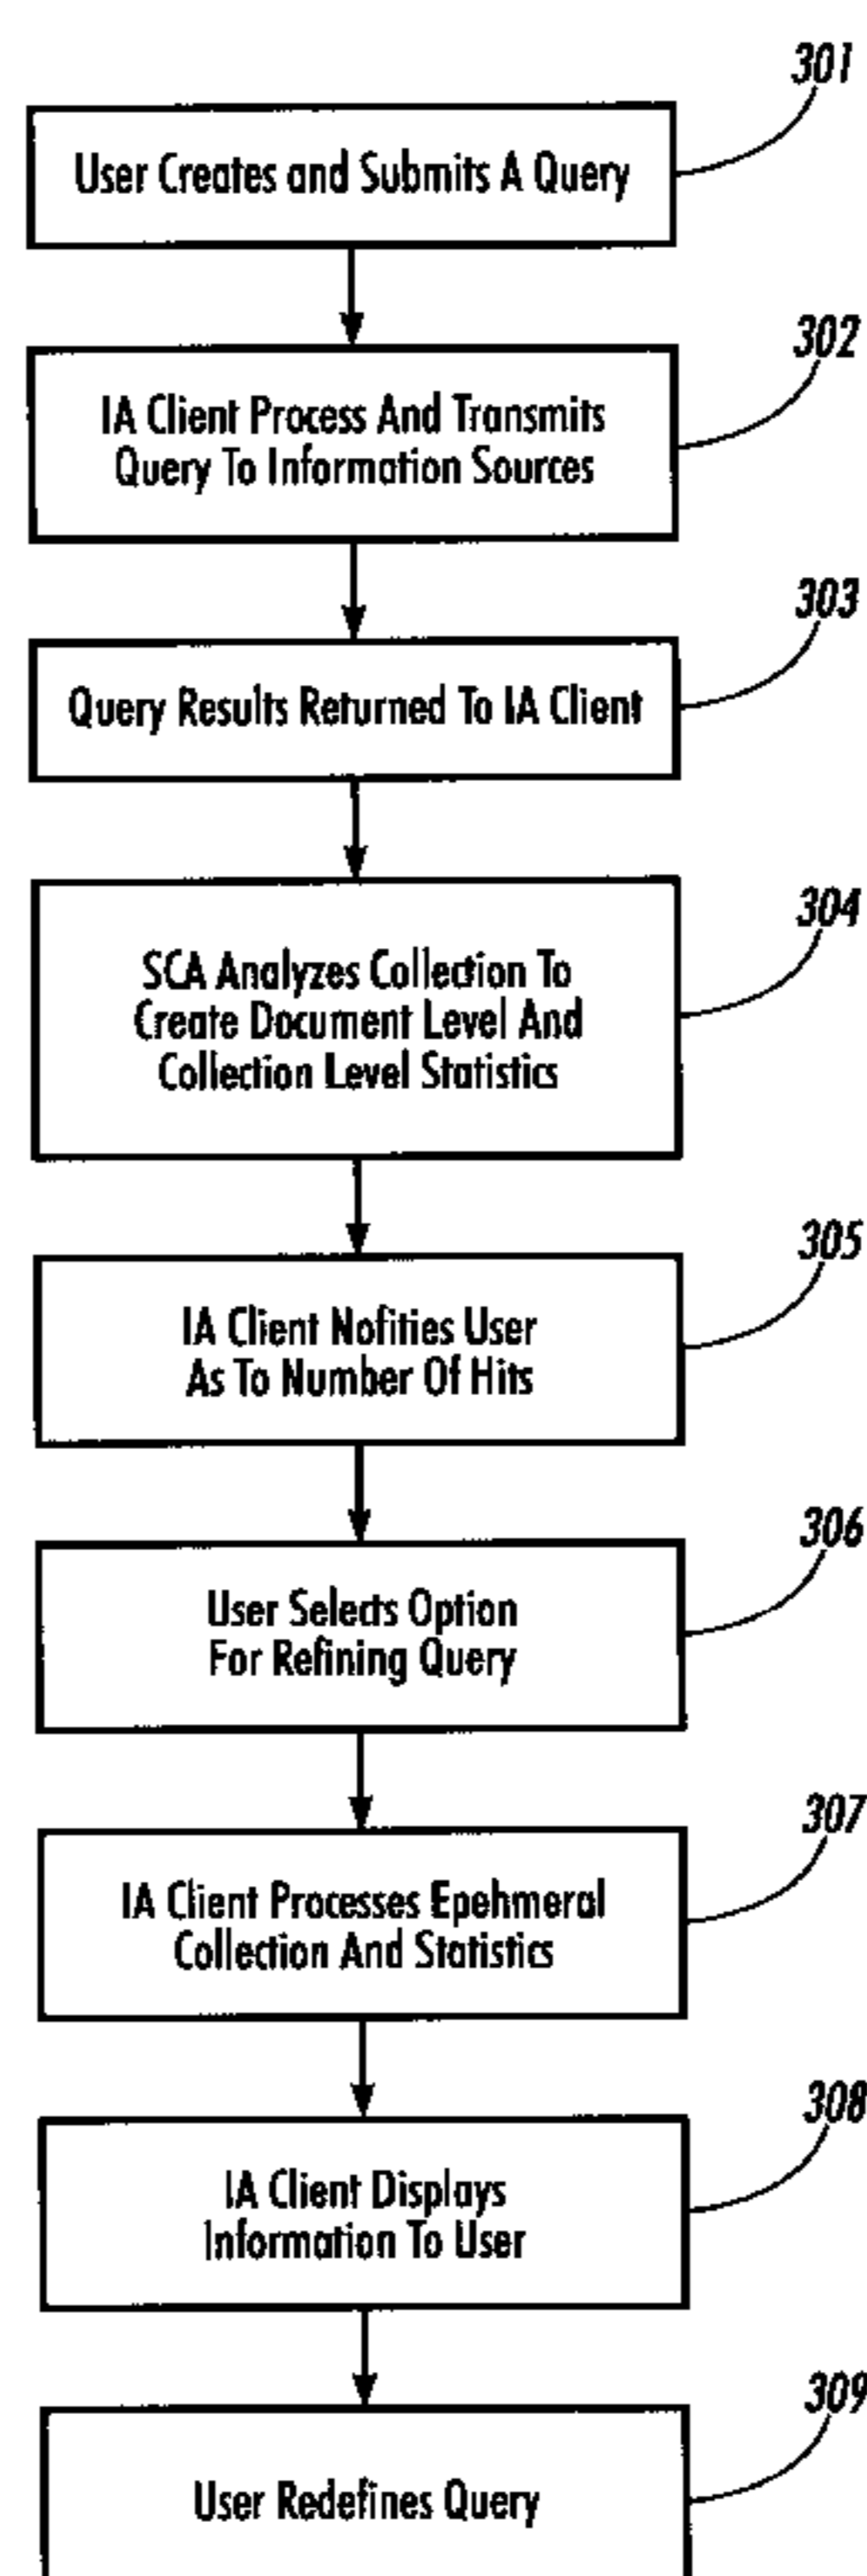 301
User Creates and Submits A Query
302
IA Client Process And Transmits
Query To Information Sources
303
Query Results Returned To IA Client
304
SCA Analyzes Collection To
Create Document Level And
Collection Level Statistics
305
IA Client Nofities User
As To Number Of Hits
306
User Selects Option
For Refining Query
307
IA Client Processes Epehmeral
Collection And Statistics
308
IA Client Displays
Information To User
309
User Redefines Query